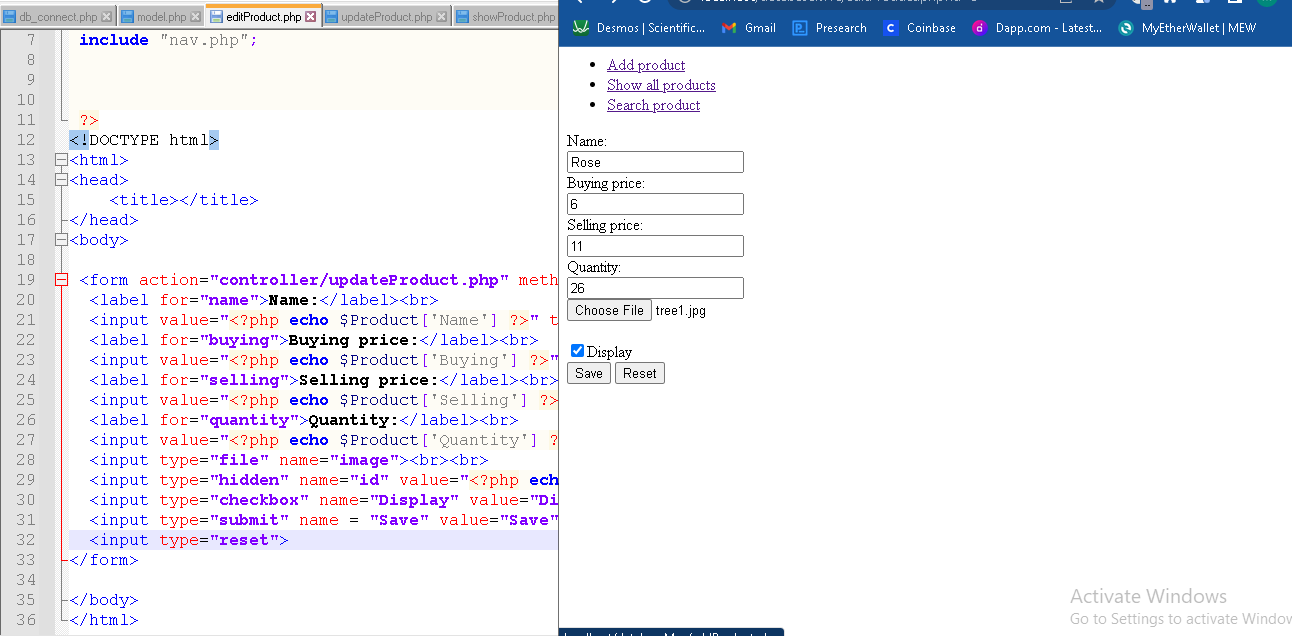 db_connect.php model.php editProduct.php updateProduct.php showProduct.php
7 include "nav.php";
8
9
10
11 ?>
12 <!DOCTYPE html>
13 <html>
14 <head>
15 <title></title>
16 </head>
17 <body>
18
19 <form action="controller/updateProduct.php" meth
20 <label for="name">Name:</label><br>
21 <input value="<?php echo $Product['Name'] ?>" t
22 <label for="buying">Buying price:</label><br>
23 <input value="<?php echo $Product['Buying'] ?>"
24 <label for="selling">Selling price:</label><br>
25 <input value="<?php echo $Product['Selling'] ?>
26 <label for="quantity">Quantity:</label><br>
27 <input value="<?php echo $Product['Quantity'] ?
28 <input type="file" name="image"><br><br>
29 <input type="hidden" name="id" value="<?php ech
30 <input type="checkbox" name="Display" value="Di
31 <input type="submit" name = "Save" value="Save"
32 <input type="reset">
33 </form>
34
35 </body>
36 </html>
Desmos | Scientific... Gmail Presearch Coinbase Dapp.com - Latest... MyEtherWallet | MEW
Add product
Show all products
Search product
Name:
Rose
Buying price:
6
Selling price:
11
Quantity:
26
Choose File tree1.jpg
Display
Save Reset
Activate Windows
Go to Settings to activate Window